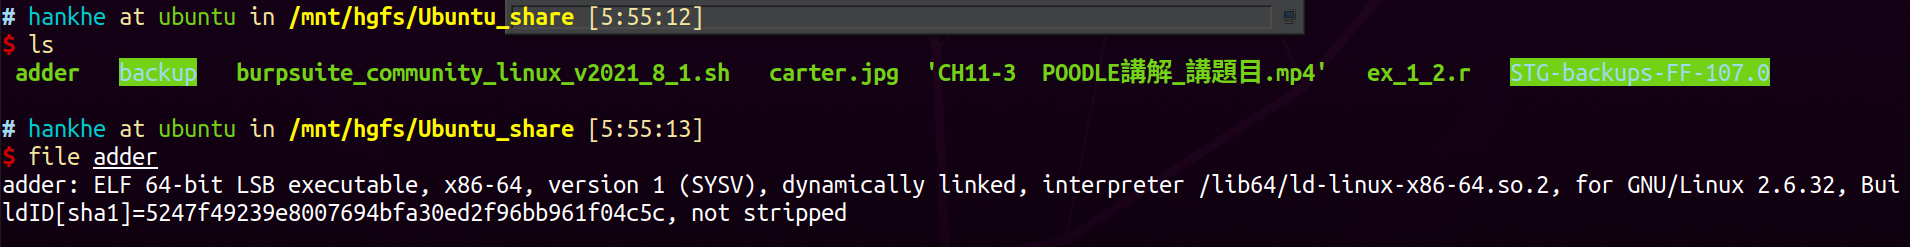 # hankhe at ubuntu in /mnt/hgfs/Ubuntu_share [5:55:12]
$ ls
adder backup burpsuite_community_linux_v2021_8_1.sh carter.jpg 'CH11-3 POODLE講解_講題目.mp4' ex_1_2.r STG-backups-FF-107.0
# hankhe at ubuntu in /mnt/hgfs/Ubuntu_share [5:55:13]
$ file adder
adder: ELF 64-bit LSB executable, x86-64, version 1 (SYSV), dynamically linked, interpreter /lib64/ld-linux-x86-64.so.2, for GNU/Linux 2.6.32, Bui
ldID[sha1]=5247f49239e8007694bfa30ed2f96bb961f04c5c, not stripped